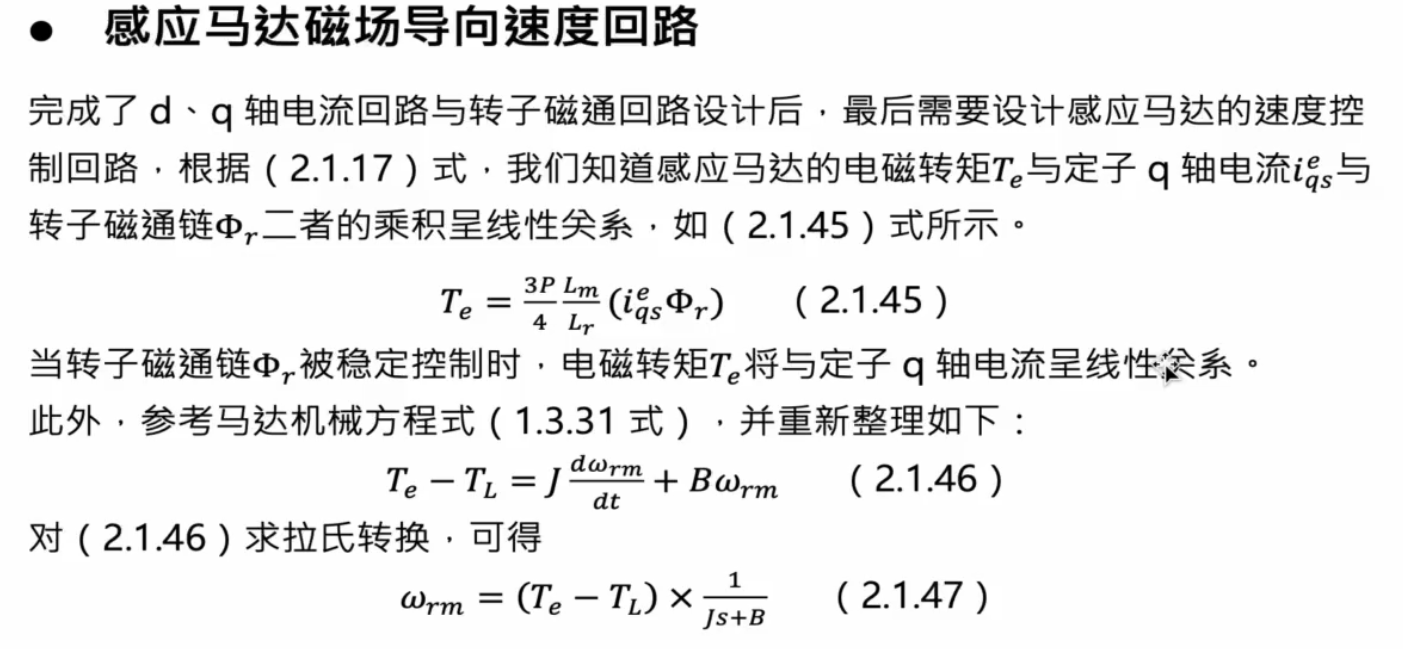 ● 感应马达磁场导向速度回路
完成了 d、q 轴电流回路与转子磁通回路设计后，最后需要设计感应马达的速度控
制回路，根据（2.1.17）式，我们知道感应马达的电磁转矩$T_e$与定子 q 轴电流$i_{qs}^e$与
转子磁通链$\Phi_r$二者的乘积呈线性关系，如（2.1.45）式所示。
$T_e = \frac{3P}{4}\frac{L_m}{L_r}(i_{qs}^e\Phi_r)$ （2.1.45）
当转子磁通链$\Phi_r$被稳定控制时，电磁转矩$T_e$将与定子 q 轴电流呈线性关系。
此外，参考马达机械方程式（1.3.31 式），并重新整理如下：
$T_e - T_L = J\frac{d\omega_{rm}}{dt} + B\omega_{rm}$ （2.1.46）
对（2.1.46）求拉氏转换，可得
$\omega_{rm} = (T_e - T_L) \times \frac{1}{Js+B}$ （2.1.47）